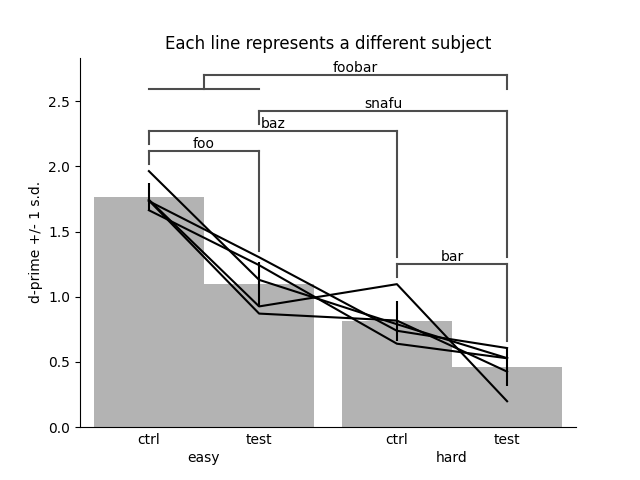 Each line represents a different subject
foobar
snafu
baz
foo
bar
d-prime +/- 1 s.d.
2.5
2.0
1.5
1.0
0.5
0.0
ctrl test ctrl test
easy hard